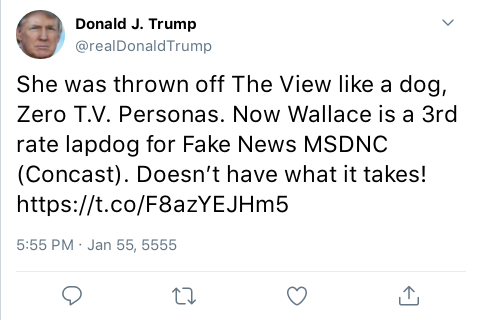 Donald J. Trump
@realDonaldTrump
She was thrown off The View like a dog,
Zero T.V. Personas. Now Wallace is a 3rd
rate lapdog for Fake News MSDNC
(Concast). Doesn’t have what it takes!
https://t.co/F8azYEJHm5
5:55 PM · Jan 55, 5555